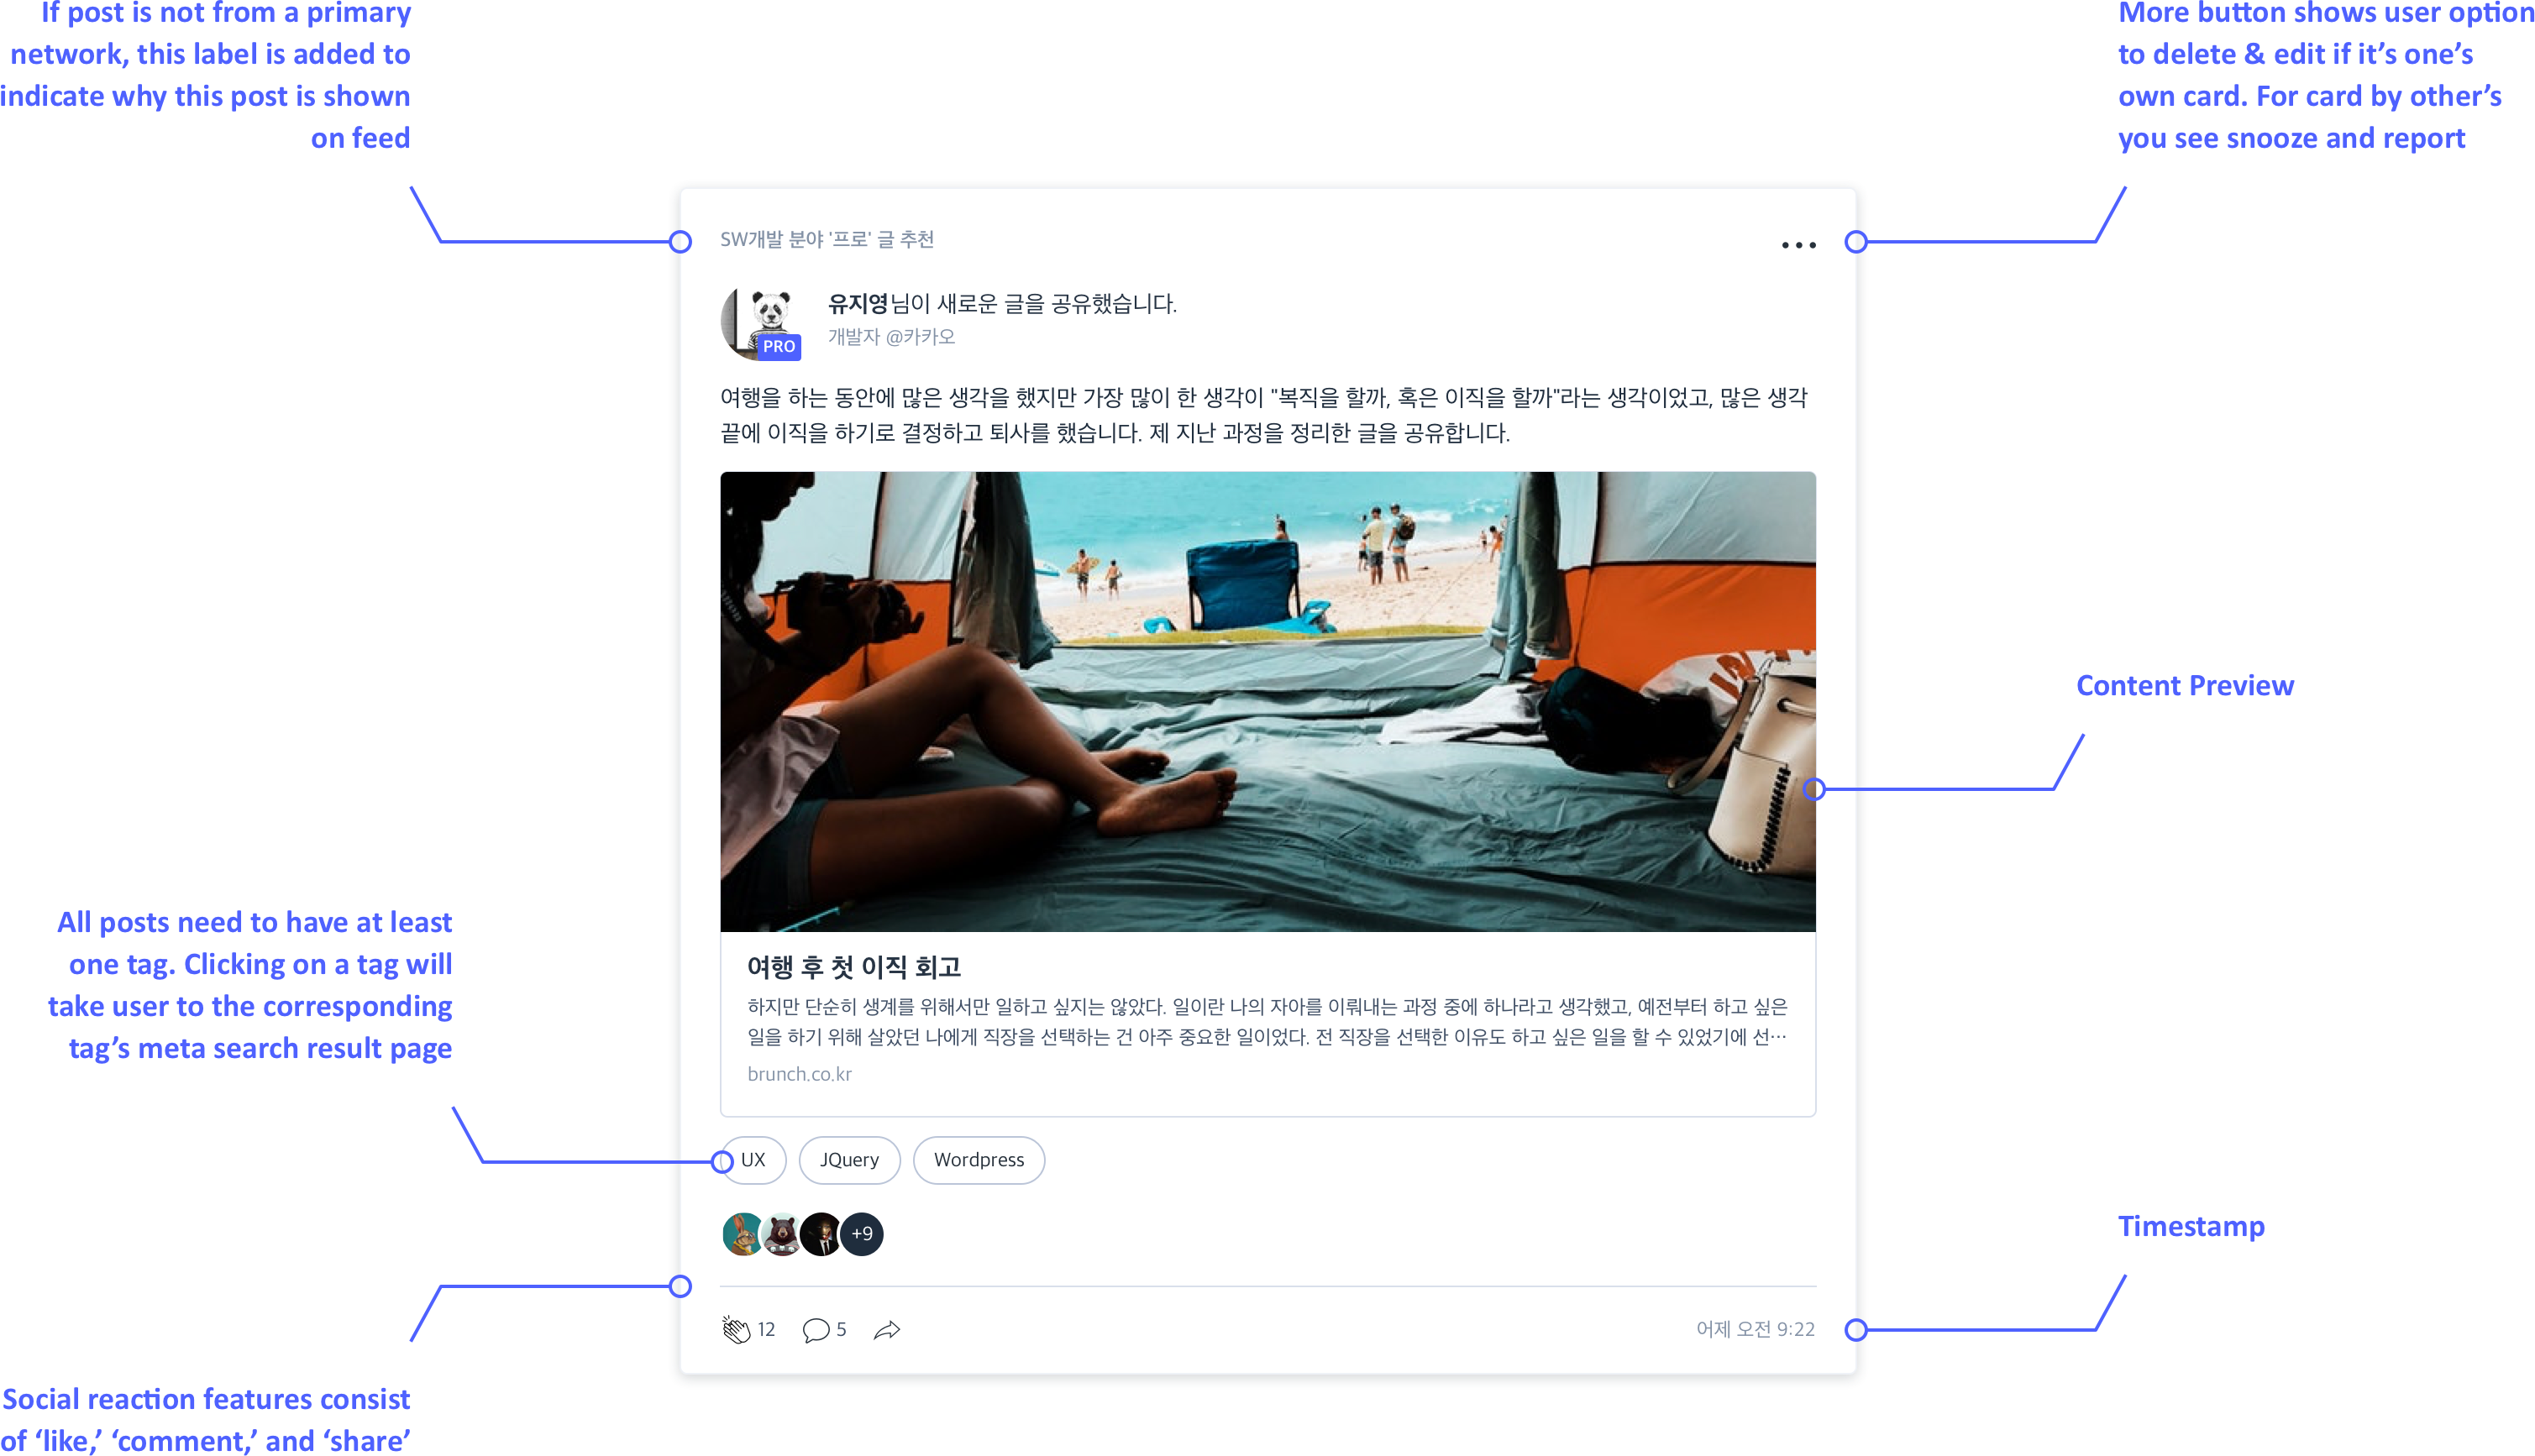 If post is not from a primary
network, this label is added to
indicate why this post is shown
on feed
More button shows user option
to delete & edit if it’s one’s
own card. For card by other’s
you see snooze and report
SW개발 분야 '프로' 글 추천
유지영님이 새로운 글을 공유했습니다.
개발자 @카카오
PRO
여행을 하는 동안에 많은 생각을 했지만 가장 많이 한 생각이 "복직을 할까, 혹은 이직을 할까"라는 생각이었고, 많은 생각
끝에 이직을 하기로 결정하고 퇴사를 했습니다. 제 지난 과정을 정리한 글을 공유합니다.
Content Preview
여행 후 첫 이직 회고
하지만 단순히 생계를 위해서만 일하고 싶지는 않았다. 일이란 나의 자아를 이뤄내는 과정 중에 하나라고 생각했고, 예전부터 하고 싶은
일을 하기 위해 살았던 나에게 직장을 선택하는 건 아주 중요한 일이었다. 전 직장을 선택한 이유도 하고 싶은 일을 할 수 있었기에 선…
brunch.co.kr
All posts need to have at least
one tag. Clicking on a tag will
take user to the corresponding
tag’s meta search result page
UX JQuery Wordpress
+9
Timestamp
12 5
어제 오전 9:22
Social reaction features consist
of ‘like,’ ‘comment,’ and ‘share’